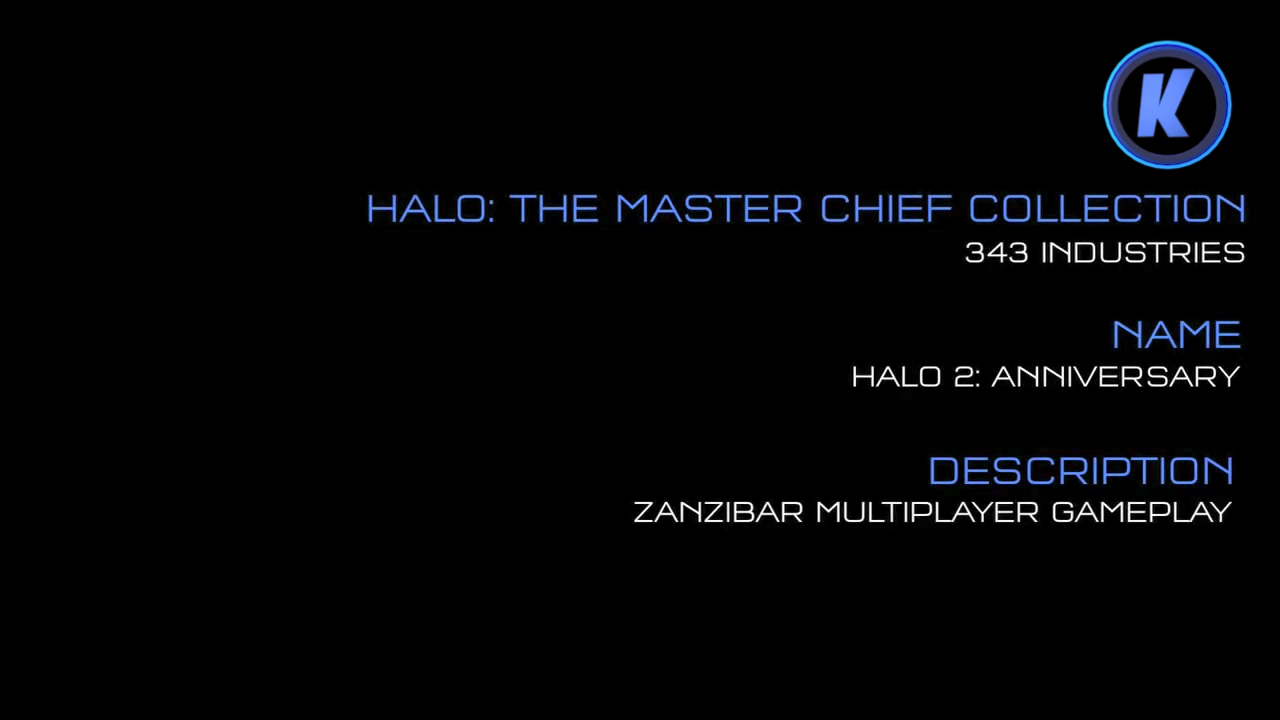 K
HALO: THE MASTER CHIEF COLLECTION
343 INDUSTRIES
NAME
HALO 2: ANNIVERSARY
DESCRIPTION
ZANZIBAR MULTIPLAYER GAMEPLAY